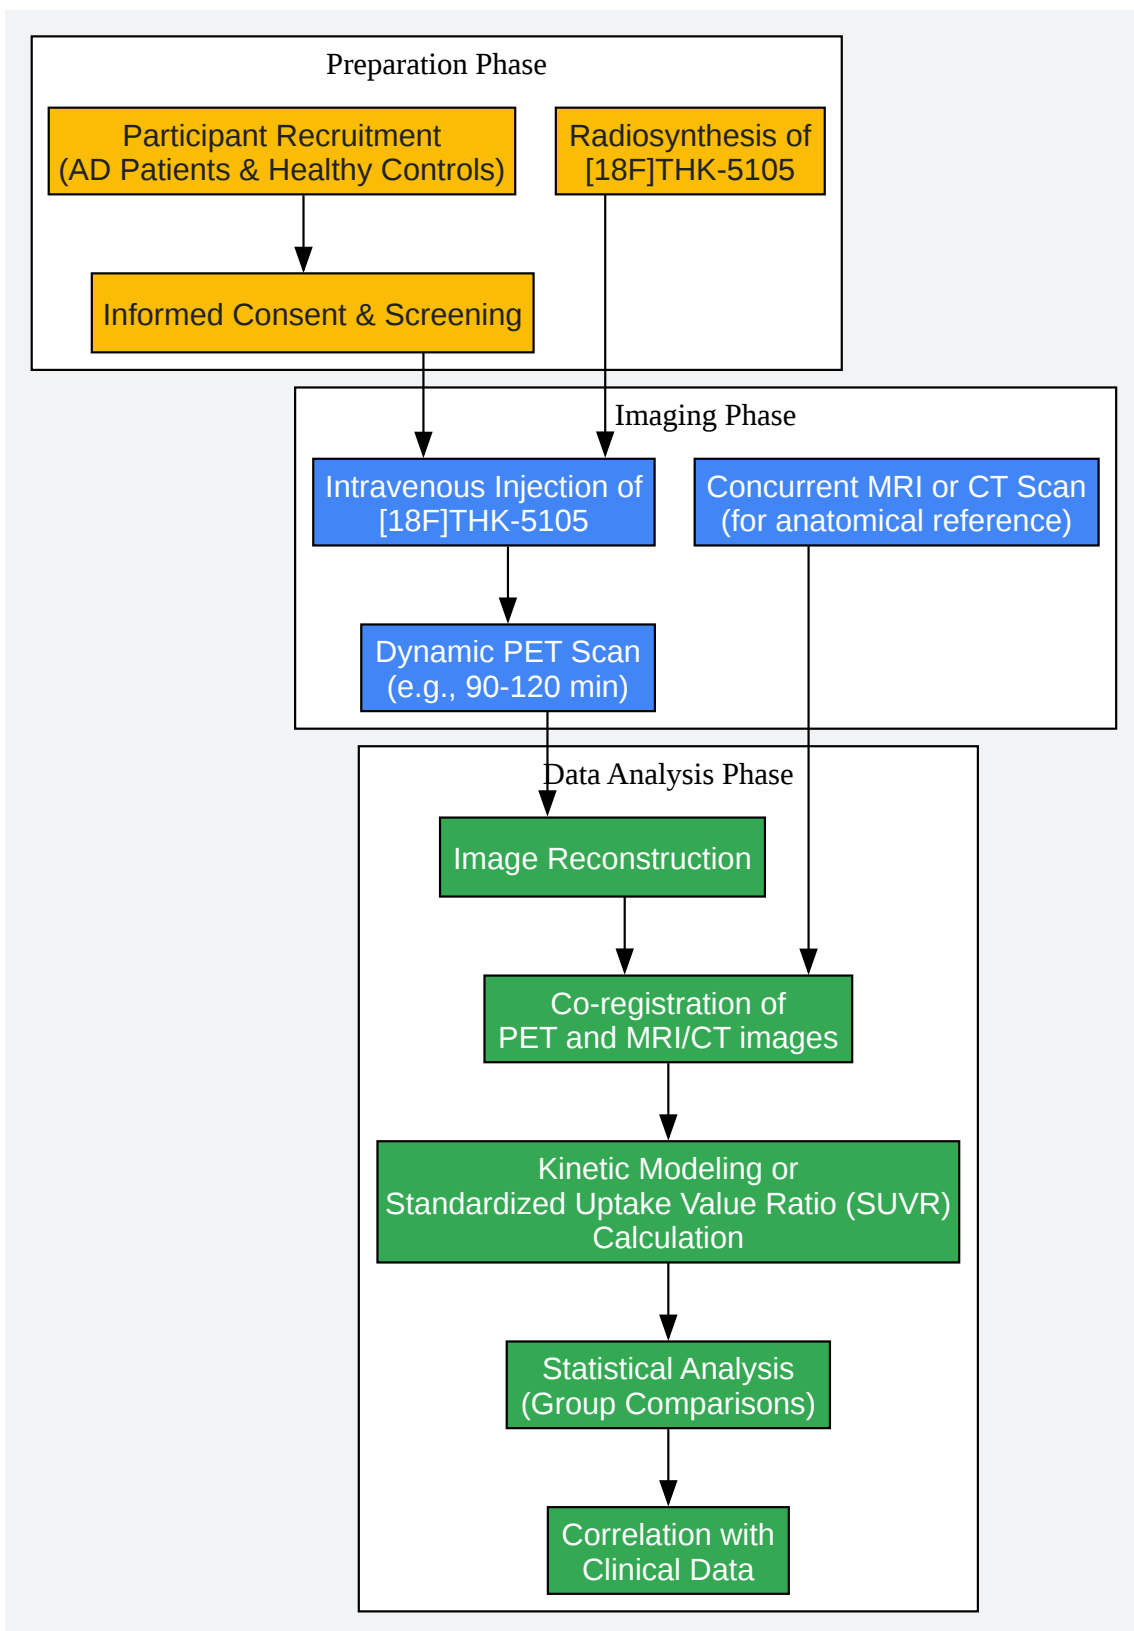 Preparation Phase
Participant Recruitment
(AD Patients & Healthy Controls)
Radiosynthesis of
[18F]THK-5105
Informed Consent & Screening
Imaging Phase
Intravenous Injection of
[18F]THK-5105
Concurrent MRI or CT Scan
(for anatomical reference)
Dynamic PET Scan
(e.g., 90-120 min)
Data Analysis Phase
Image Reconstruction
Co-registration of
PET and MRI/CT images
Kinetic Modeling or
Standardized Uptake Value Ratio (SUVR)
Calculation
Statistical Analysis
(Group Comparisons)
Correlation with
Clinical Data